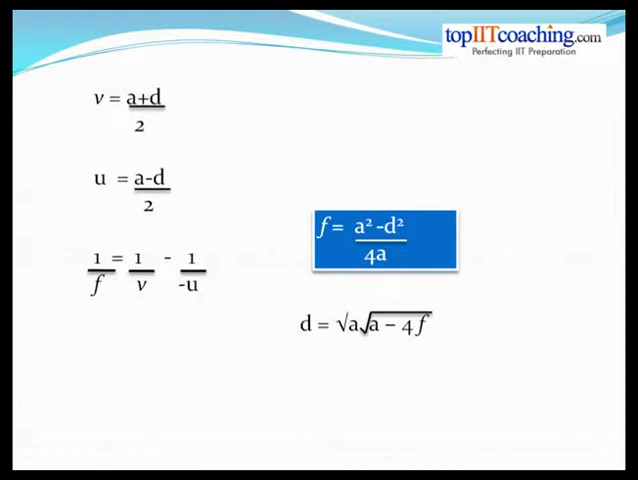 topIITcoaching.com
Perfecting IIT Preparation
v = a+d
2
u = a-d
2
1 = 1 - 1
f v -u
f = a² -d²
4a
d = √a√a − 4f